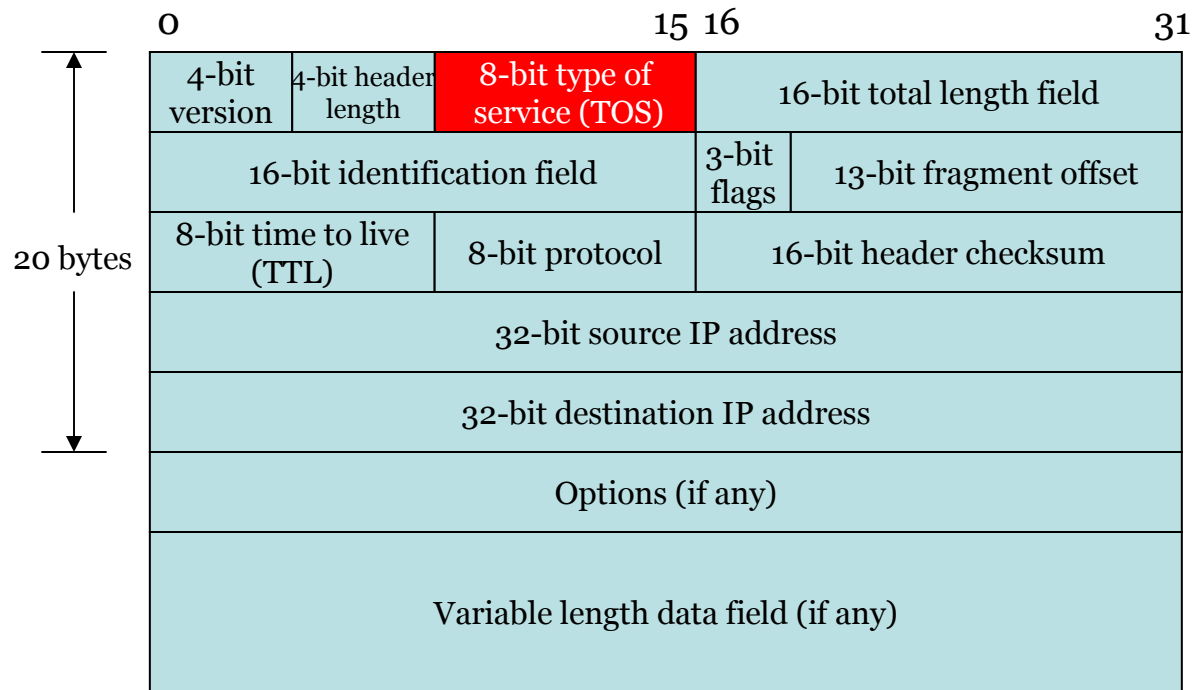 0 15 16 31
4-bit
version
4-bit header
length
8-bit type of
service (TOS)
16-bit total length field
16-bit identification field
3-bit
flags
13-bit fragment offset
20 bytes
8-bit time to live
(TTL)
8-bit protocol
16-bit header checksum
32-bit source IP address
32-bit destination IP address
Options (if any)
Variable length data field (if any)